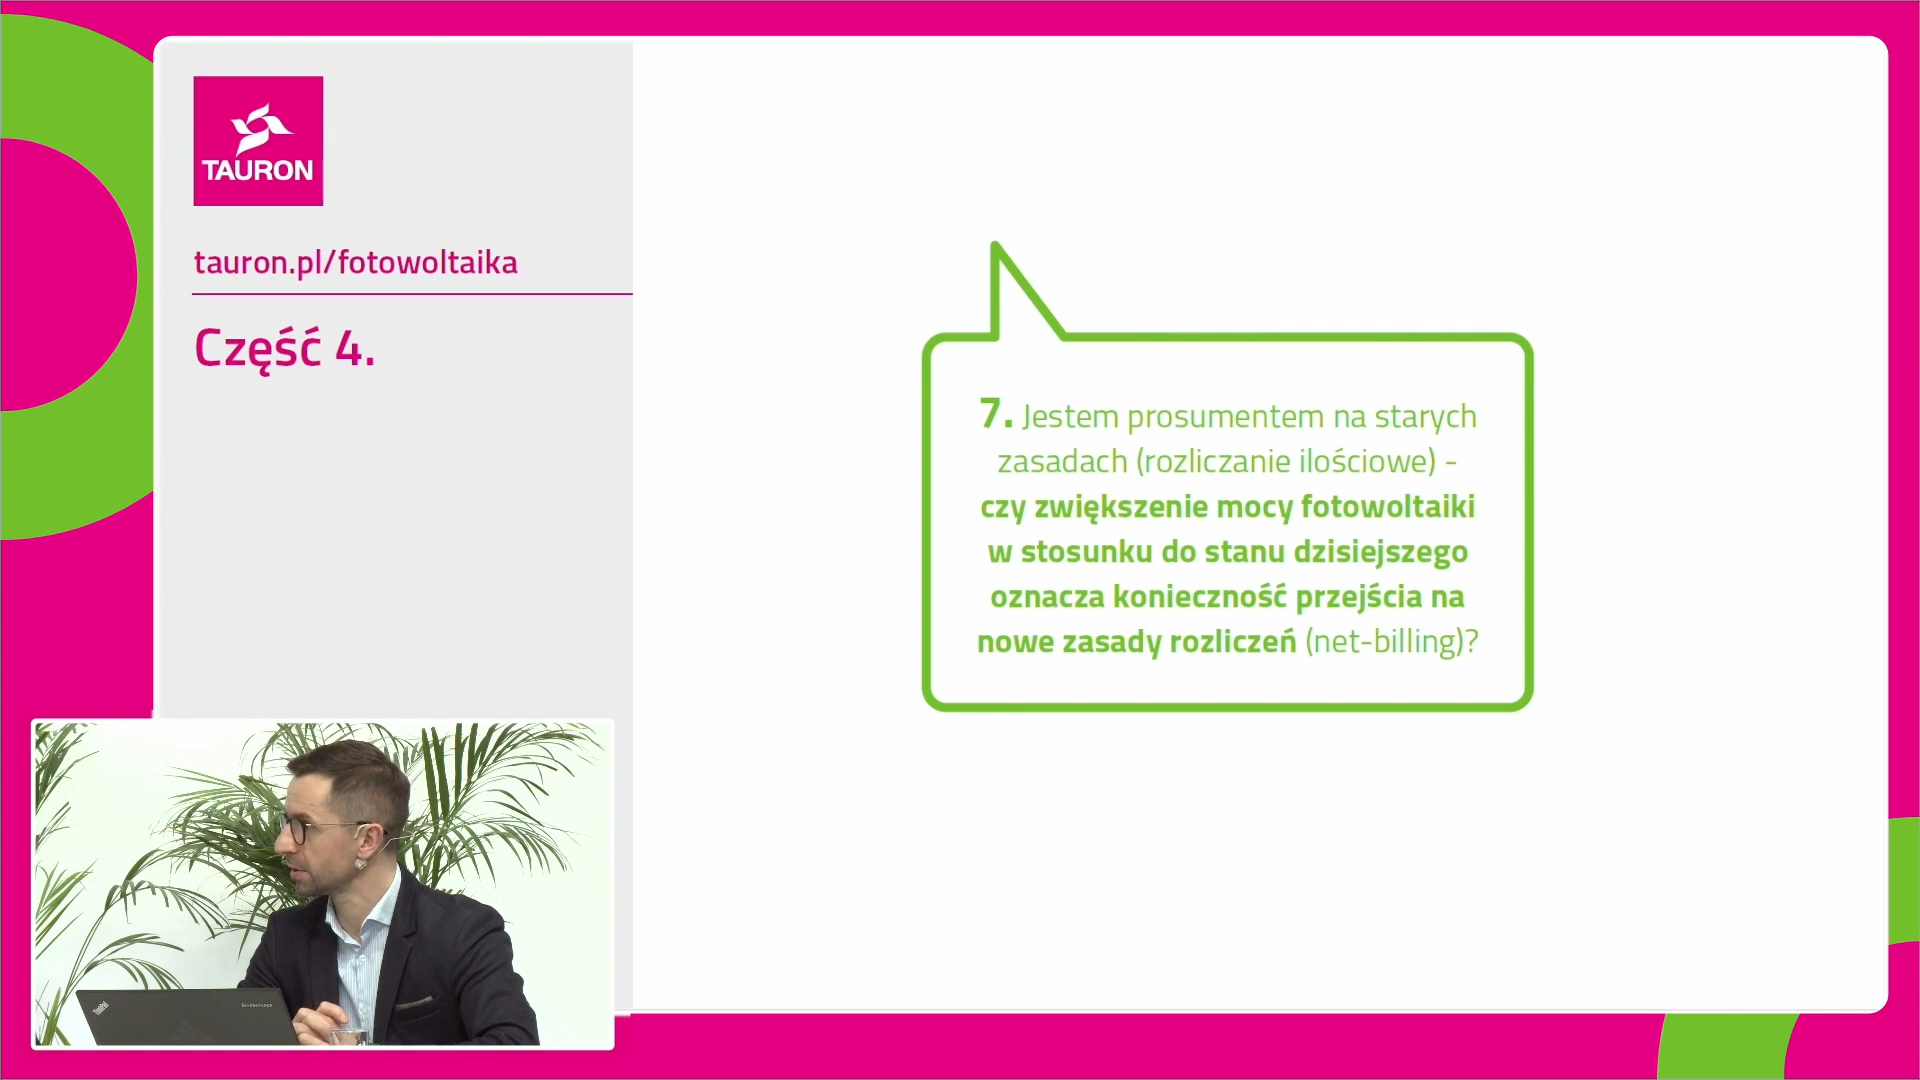 TAURON
tauron.pl/fotowoltaika
Część 4.
7. Jestem prosumentem na starych
zasadach (rozliczanie ilościowe) -
czy zwiększenie mocy fotowoltaiki
w stosunku do stanu dzisiejszego
oznacza konieczność przejścia na
nowe zasady rozliczeń (net-billing)?
ThinkPad